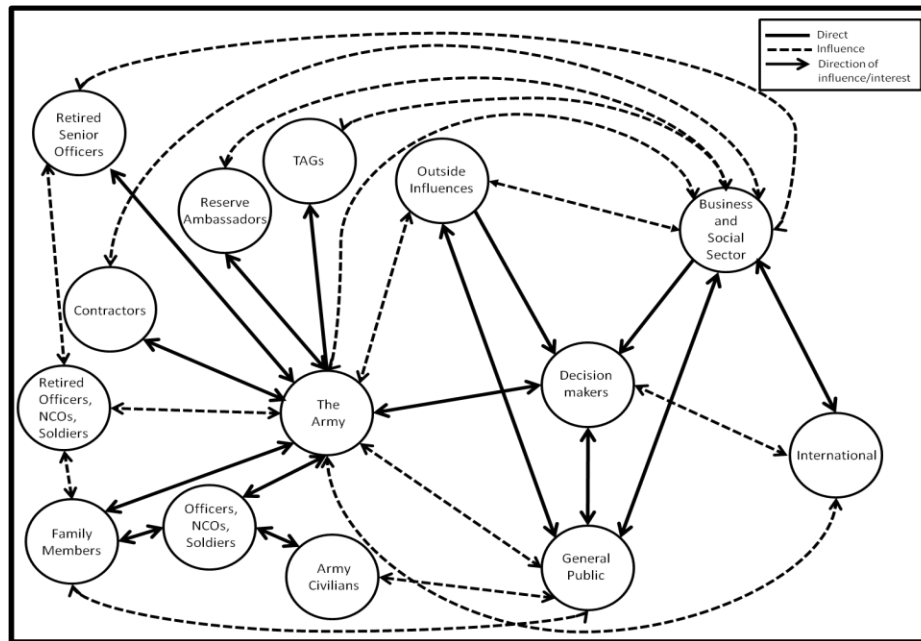 Direct
Influence
Direction of
influence/interest
Retired
Senior
Officers
TAGs
Reserve
Ambassadors
Outside
Influences
Business
and
Social
Sector
Contractors
Decision
makers
Retired
Officers,
NCOs,
Soldiers
The
Army
International
Family
Members
Officers,
NCOs,
Soldiers
Army
Civilians
General
Public